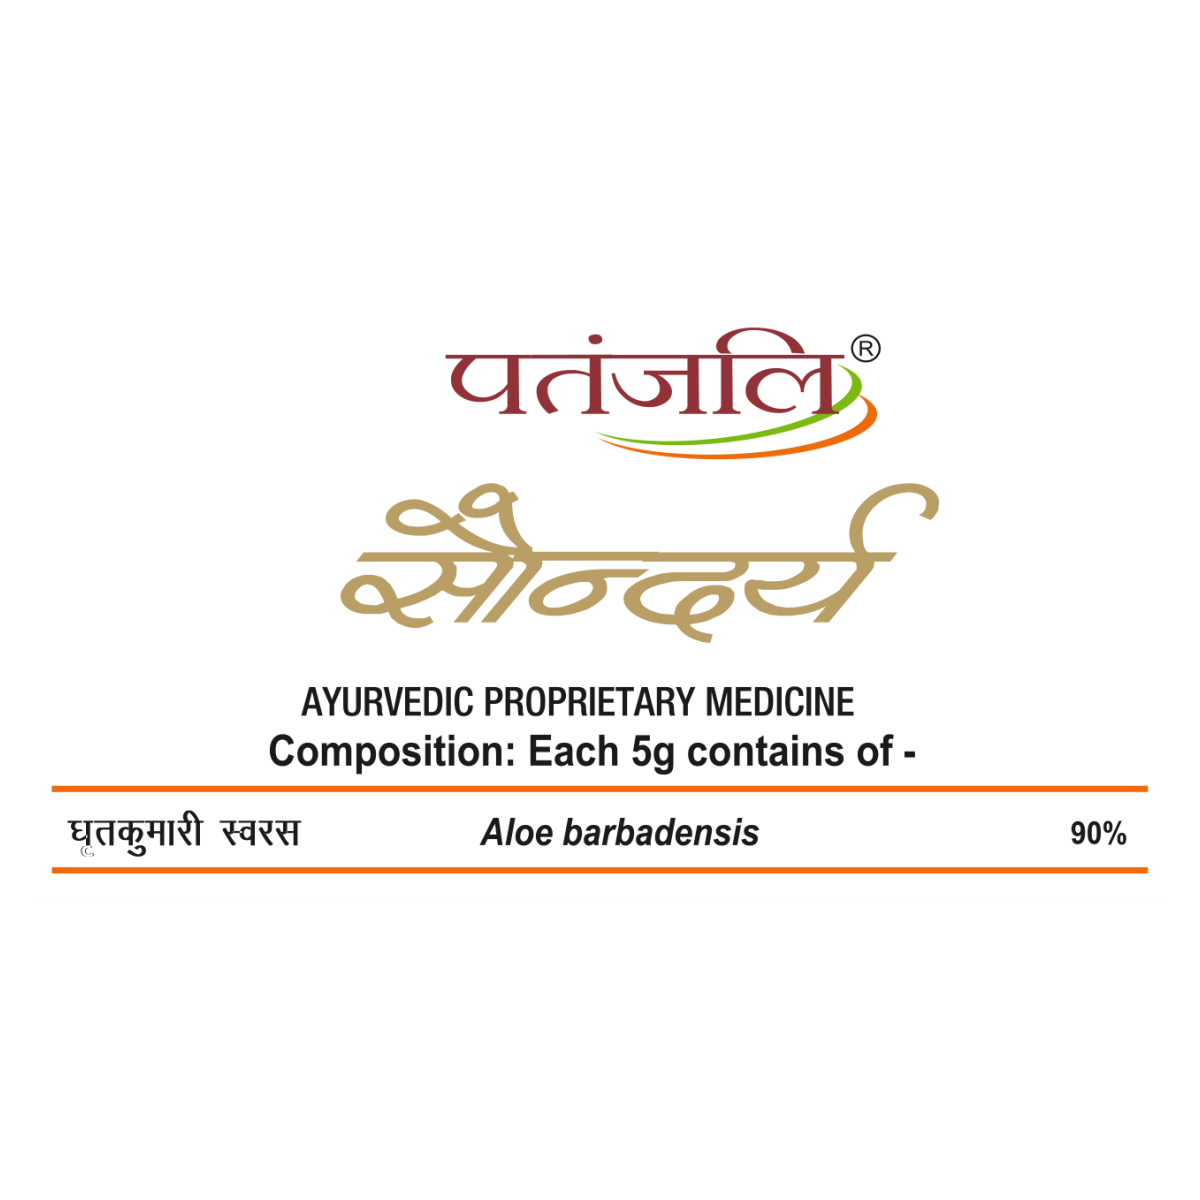 पतंजलि®
सौन्दर्य
AYURVEDIC PROPRIETARY MEDICINE
Composition: Each 5g contains of -
घृतकुमारी स्वरस Aloe barbadensis 90%